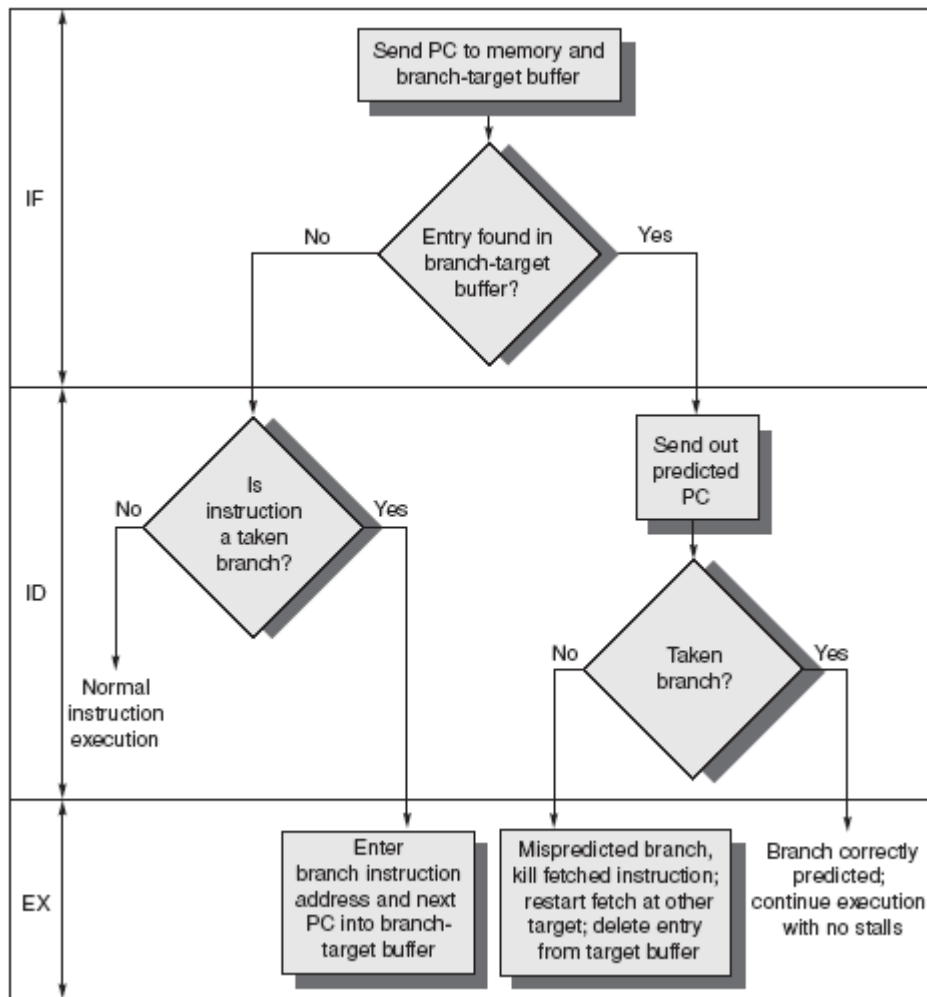 Send PC to memory and
branch-target buffer
IF
No
Entry found in
branch-target
buffer?
Yes
Send out
predicted
PC
No
Is
instruction
a taken
branch?
Yes
ID
No
Taken
branch?
Yes
Normal
instruction
execution
Enter
branch instruction
address and next
PC into branch-
target buffer
Mispredicted branch,
kill fetched instruction;
restart fetch at other
target; delete entry
from target buffer
Branch correctly
predicted;
continue execution
with no stalls
EX